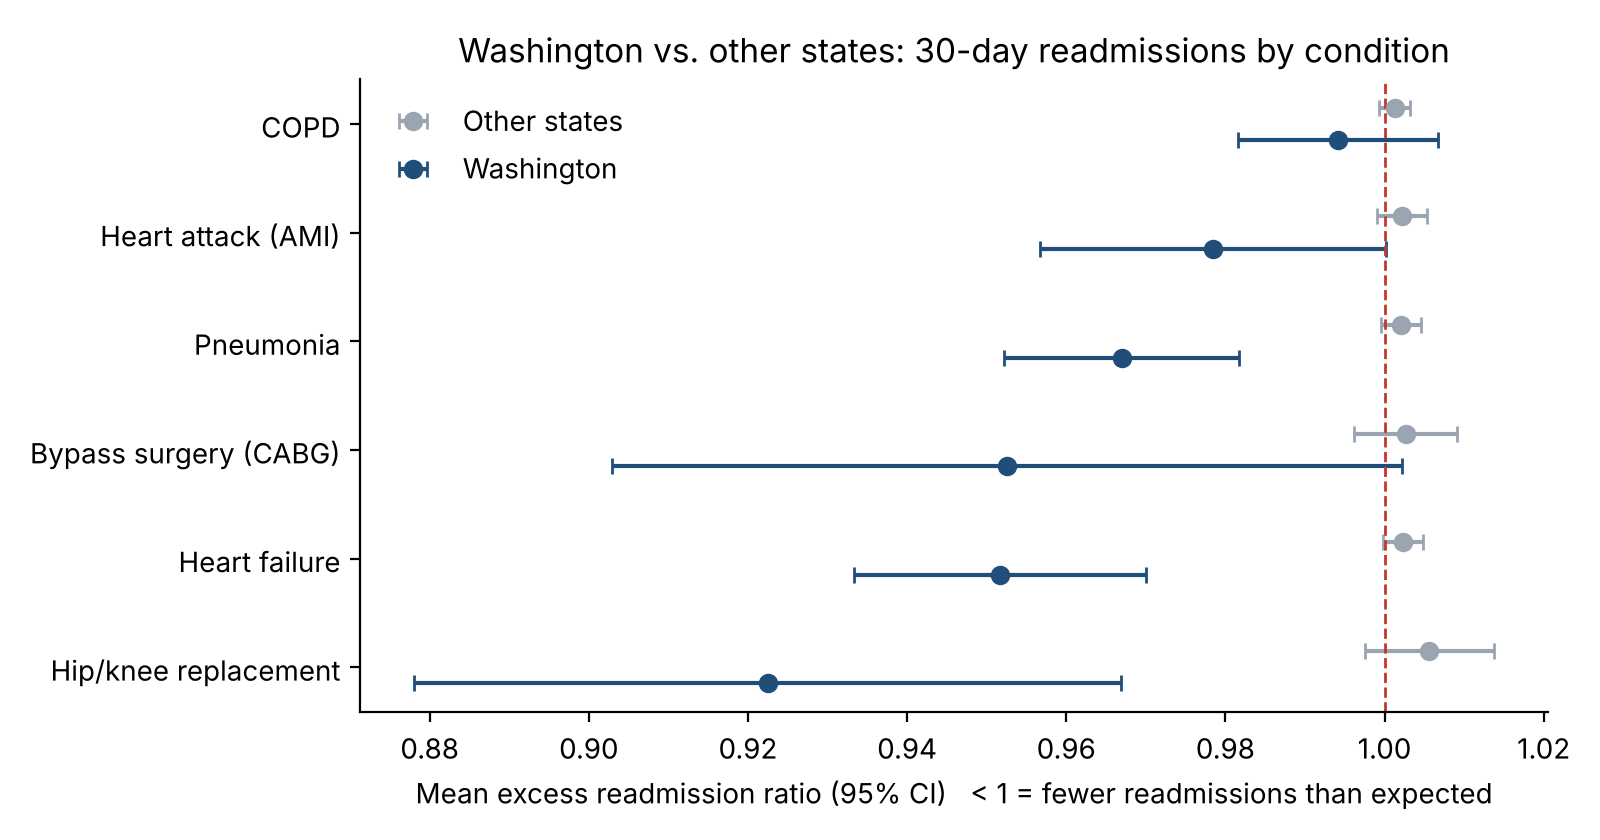 Washington vs. other states: 30-day readmissions by condition
Other states
Washington
COPD
Heart attack (AMI)
Pneumonia
Bypass surgery (CABG)
Heart failure
Hip/knee replacement
0.88 0.90 0.92 0.94 0.96 0.98 1.00 1.02
Mean excess readmission ratio (95% CI) < 1 = fewer readmissions than expected